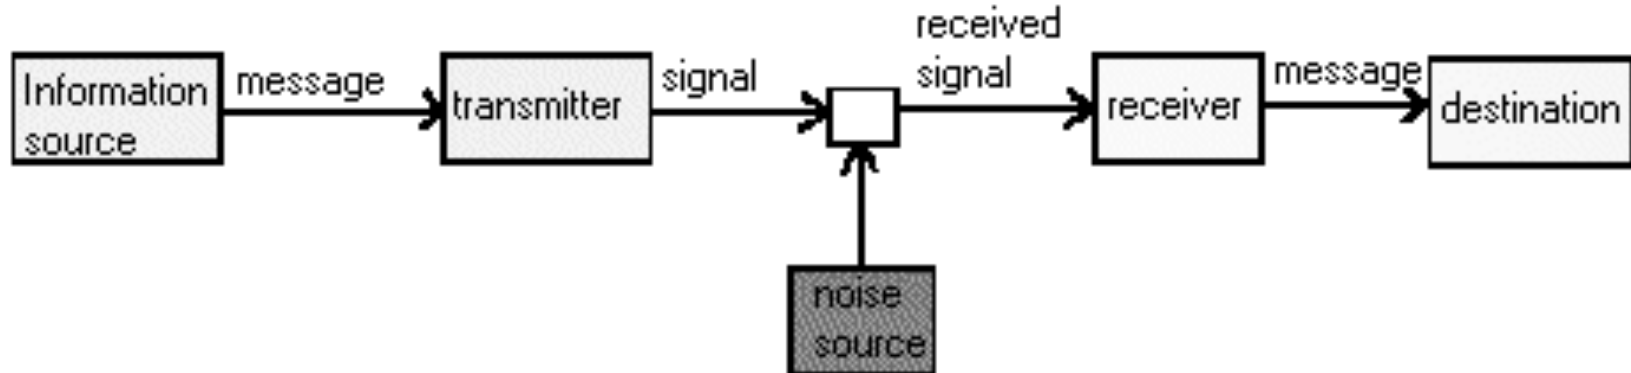 Information
source
message
transmitter
signal
received
signal
receiver
message
destination
noise
source